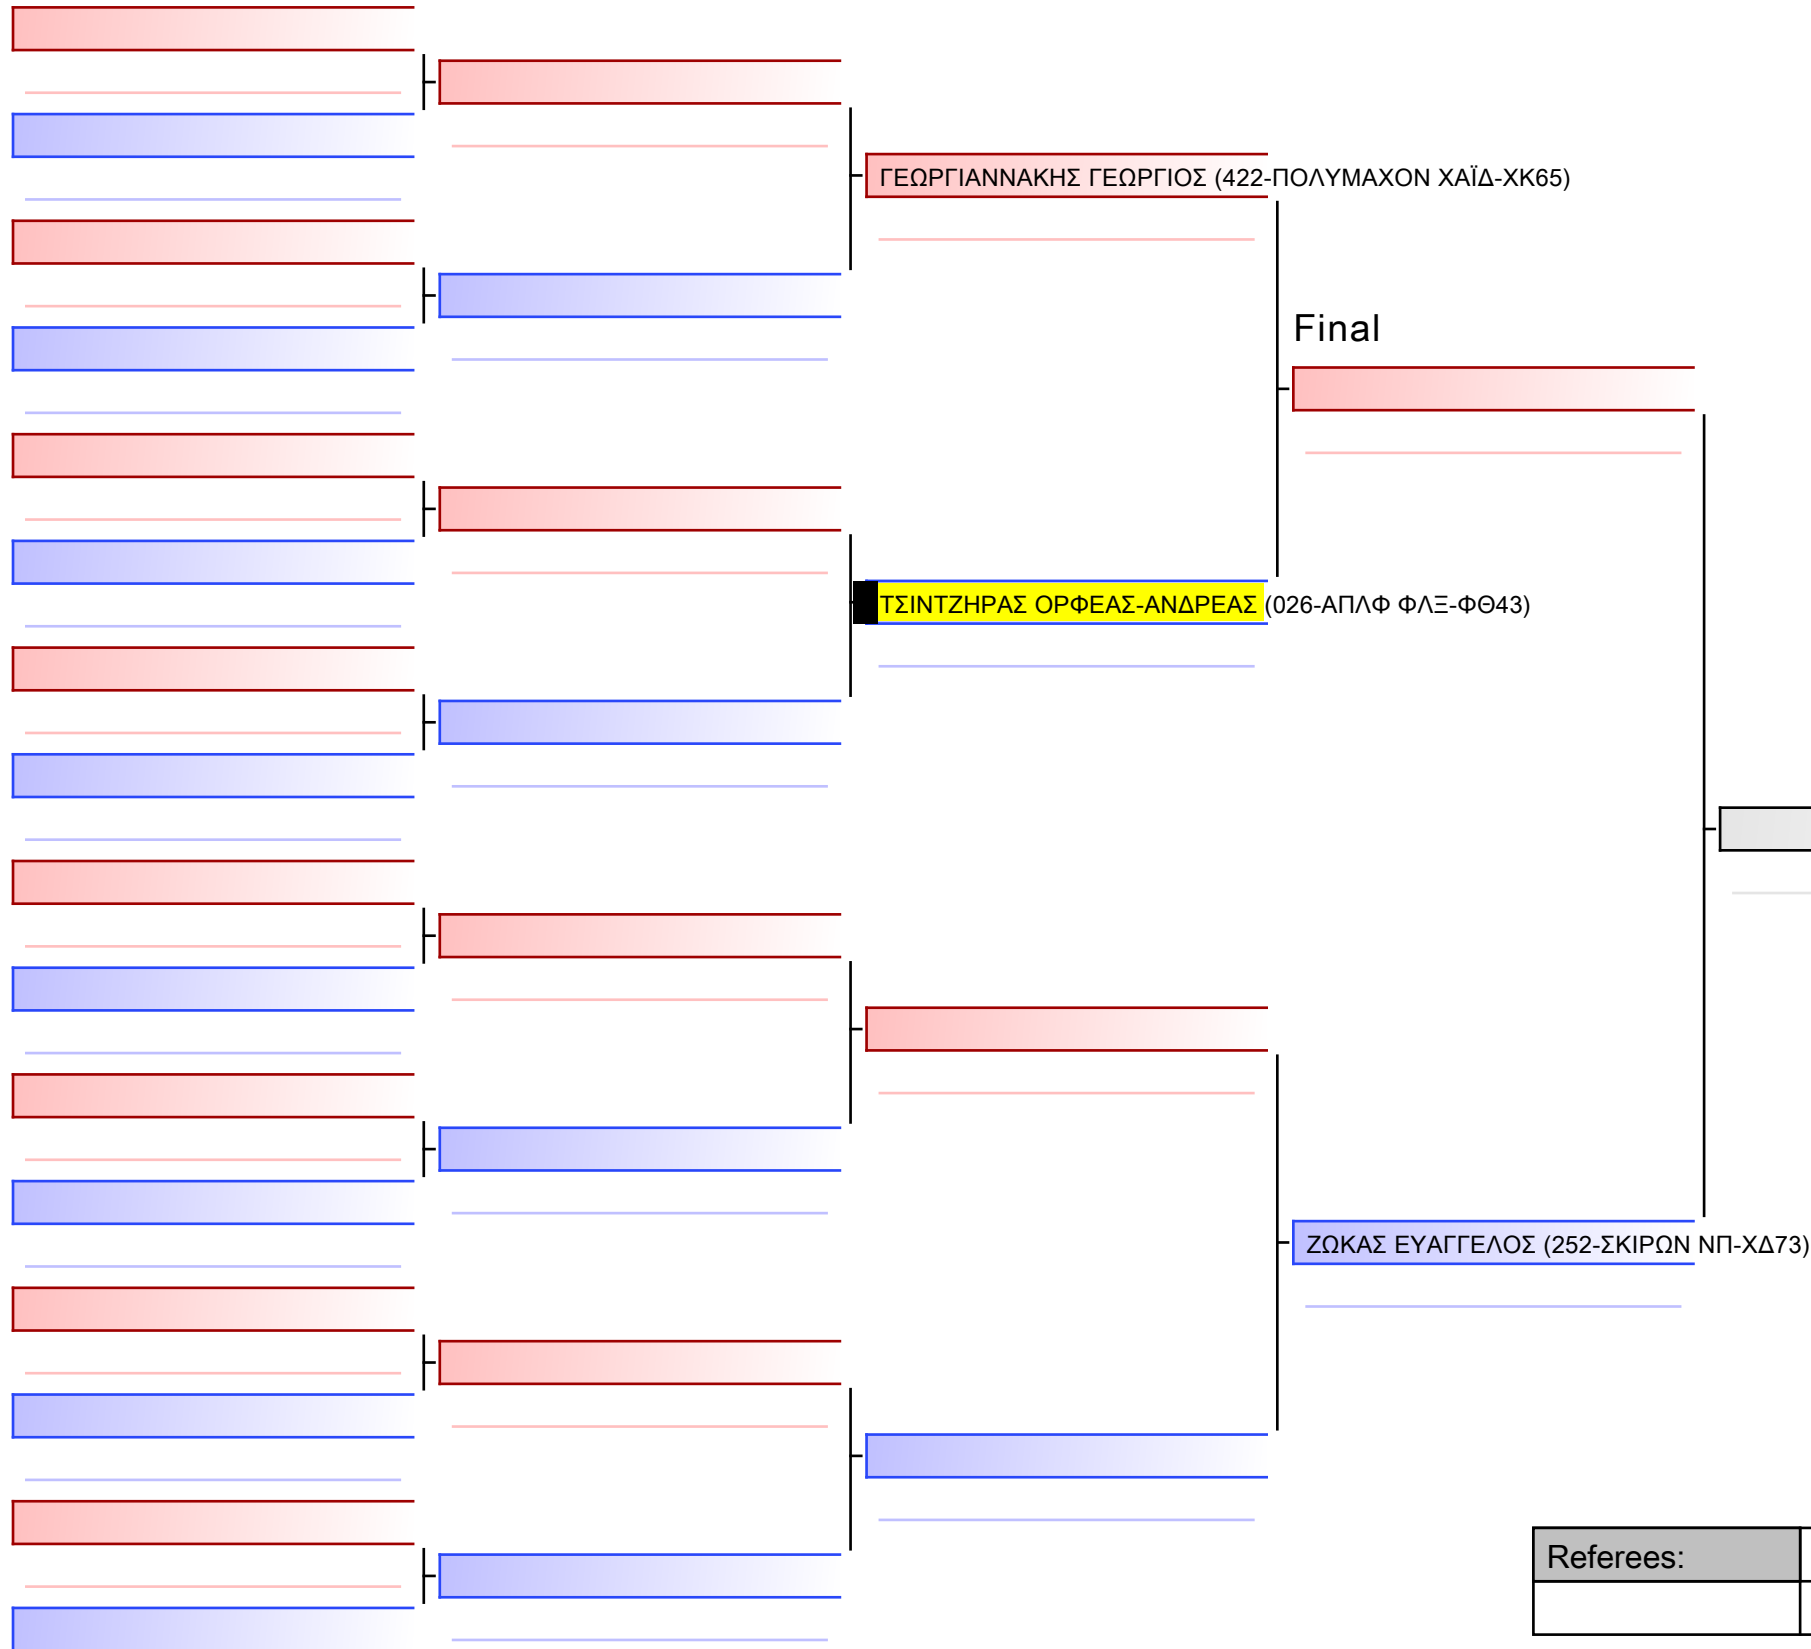 ΓΕΩΡΓΙΑΝΝΑΚΗΣ ΓΕΩΡΓΙΟΣ (422-ΠΟΛΥΜΑΧΟΝ ΧΑΪΔ-ΧΚ65)
Final
ΤΣΙΝΤΖΗΡΑΣ ΟΡΦΕΑΣ-ΑΝΔΡΕΑΣ (026-ΑΠΛΦ ΦΛΞ-ΦΘ43)
ΖΩΚΑΣ ΕΥΑΓΓΕΛΟΣ (252-ΣΚΙΡΩΝ ΝΠ-ΧΔ73)
Referees: